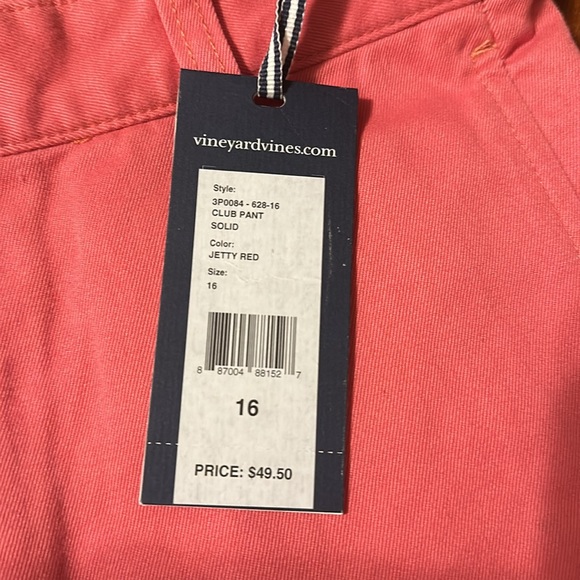 vineyardvines.com
Style:
3P0084 - 628-16
CLUB PANT
SOLID
Color:
JETTY RED
Size:
16
8 87004 88152 7
16
PRICE: $49.50